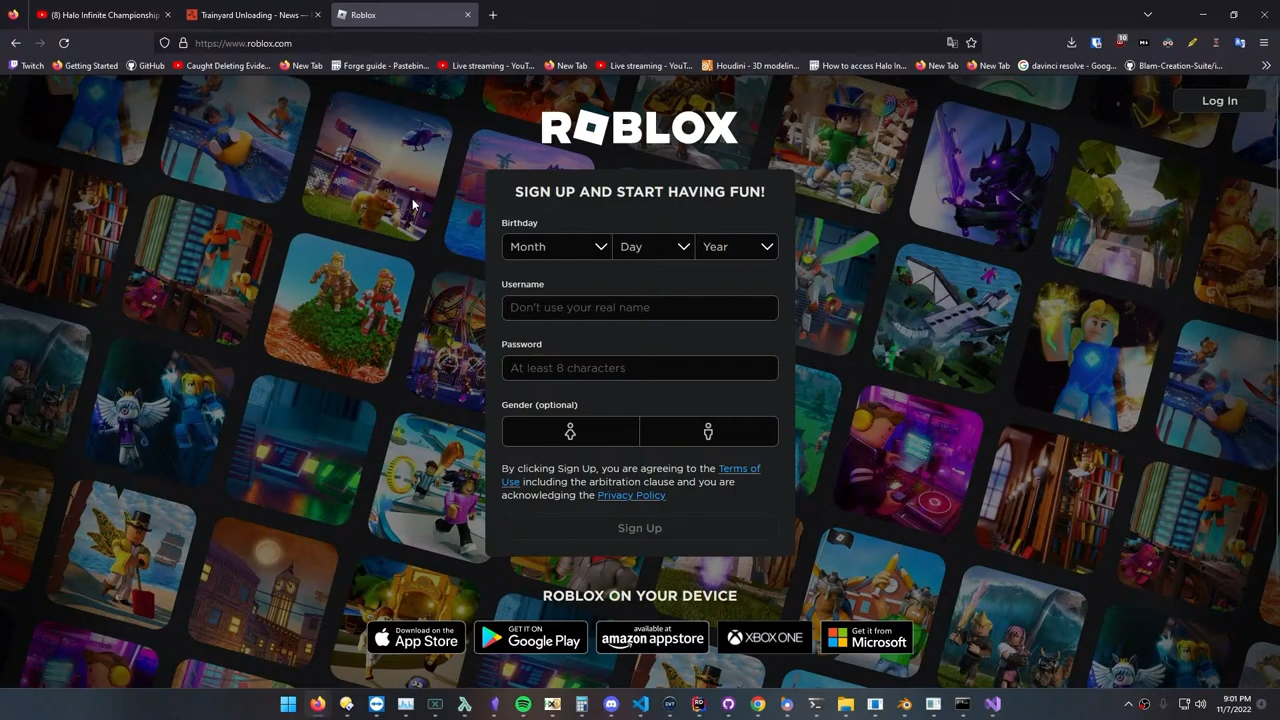 (8) Halo Infinite Championship
Trainyard Unloading - News —
Roblox
https://www.roblox.com
10
Twitch
Getting Started
GitHub
Caught Deleting Evide...
New Tab
Forge guide - Pastebin...
Live streaming - YouT...
New Tab
Live streaming - YouT...
Houdini - 3D modelin...
How to access Halo In...
New Tab
New Tab
davinci resolve - Goog...
Blam-Creation-Suite/i...
Log In
ROBLOX
SIGN UP AND START HAVING FUN!
Birthday
Month
Day
Year
Username
Don't use your real name
Password
At least 8 characters
Gender (optional)
By clicking Sign Up, you are agreeing to the Terms of
Use including the arbitration clause and you are
acknowledging the Privacy Policy
Sign Up
ROBLOX ON YOUR DEVICE
Download on the
App Store
GET IT ON
Google Play
available at
amazon appstore
XBOX ONE
Get it from
Microsoft
9:01 PM
11/7/2022